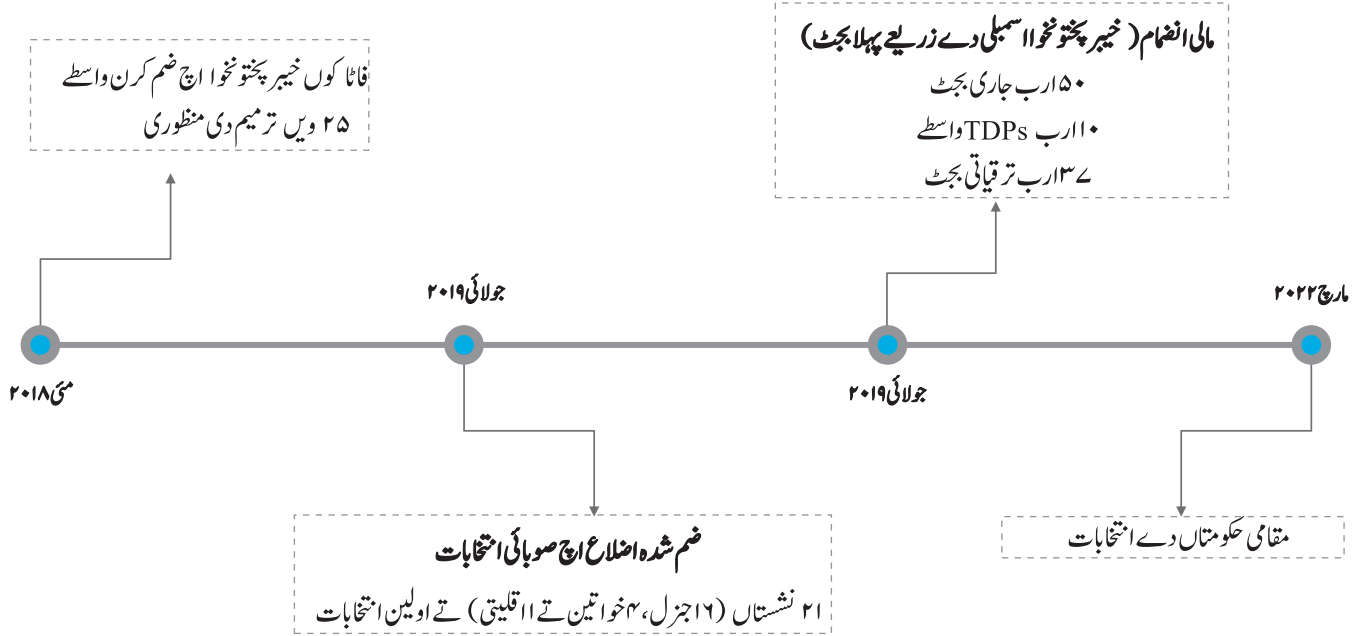 فاٹا کوں خیبر پختونخوا اچ ضم کرن واسطے
۲۵ ویں ترمیم دی منظوری
مئی ۲۰۱۸
جولائی ۲۰۱۹
ضم شدہ اضلاع اچ صوبائی انتخابات
۲۱ نشستاں (۱۶ جنرل، ۴ خواتین تے ۱ اقلیتی) تے اولین انتخابات
مالی انضمام ( خیبر پختونخوا اسمبلی دے زریعے پہلا بجٹ)
۵۰ ارب جاری بجٹ
۱۰ ارب TDPs واسطے
۳۷ ارب ترقیاتی بجٹ
جولائی ۲۰۱۹
مارچ ۲۰۲۲
مقامی حکومتاں دے انتخابات